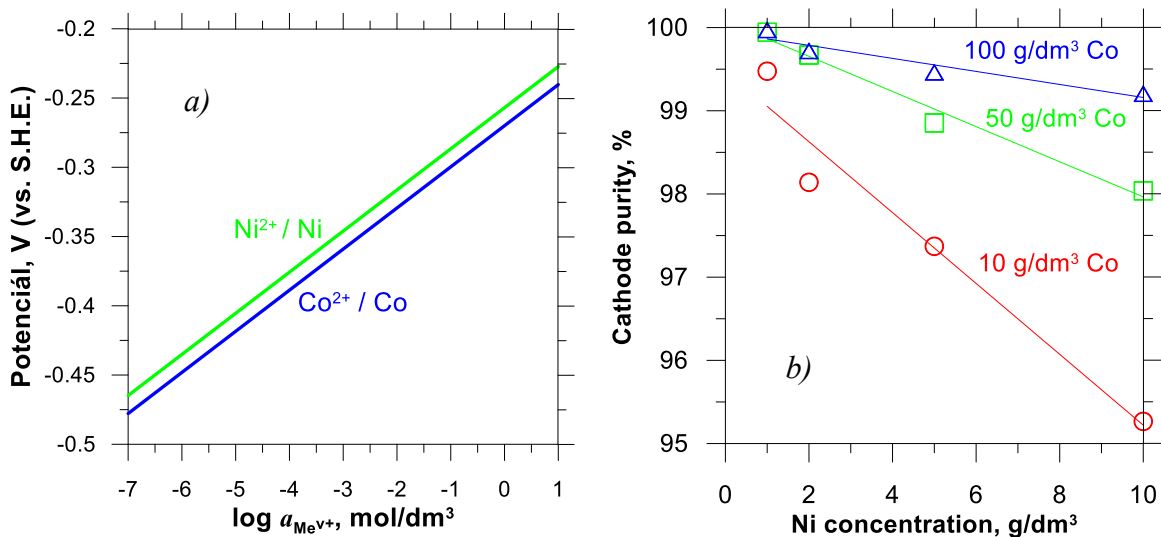 a)
Ni²⁺ / Ni
Co²⁺ / Co
Potenciál, V (vs. S.H.E.)
-0.2
-0.25
-0.3
-0.35
-0.4
-0.45
-0.5
-7 -6 -5 -4 -3 -2 -1 0 1
log a Meᵛ⁺, mol/dm³
b)
100 g/dm³ Co
50 g/dm³ Co
10 g/dm³ Co
Cathode purity, %
100
99
98
97
96
95
0 2 4 6 8 10
Ni concentration, g/dm³